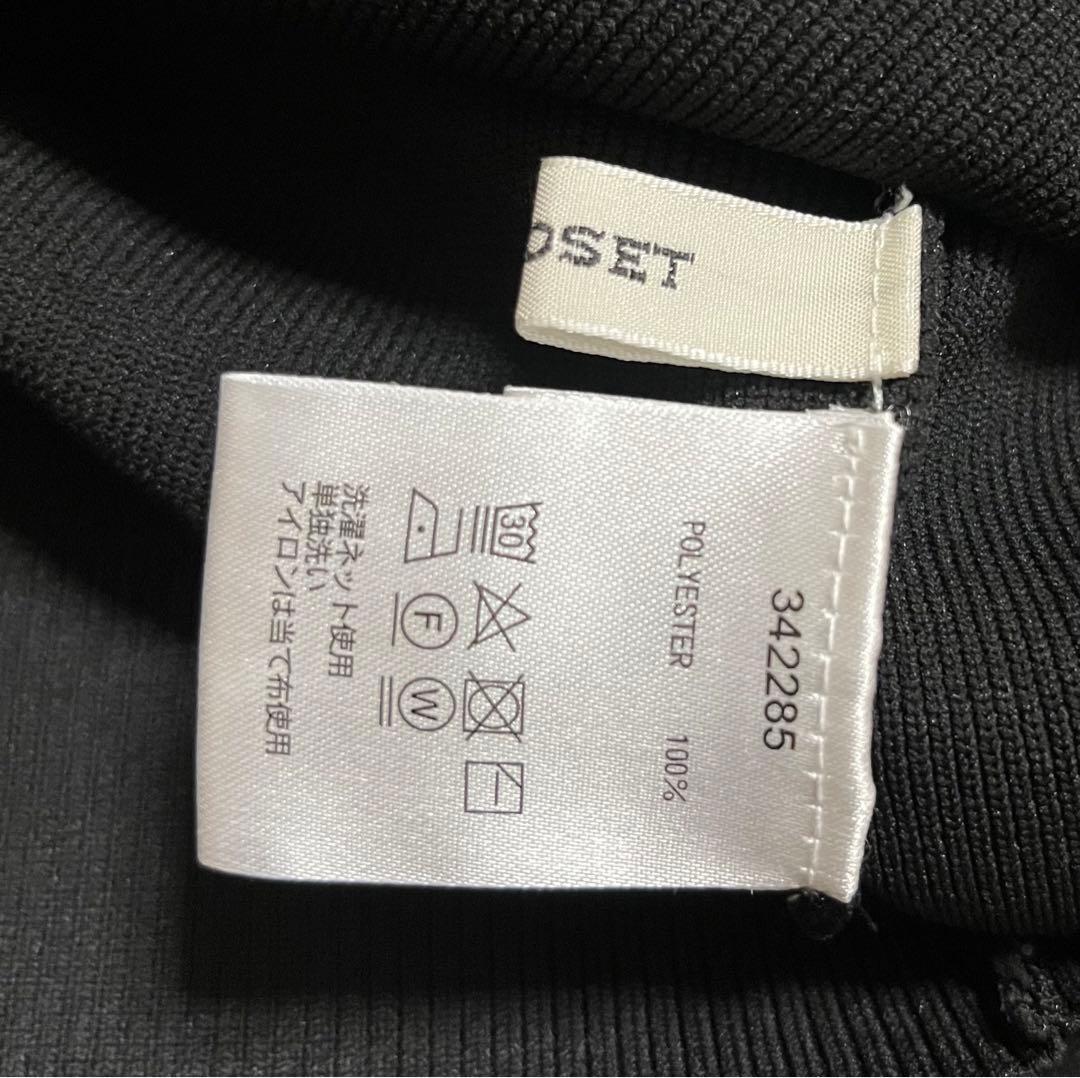 OSET
342285
POLYESTER 100%
30
F W
洗濯ネット使用
単独洗い
アイロンは当て布使用